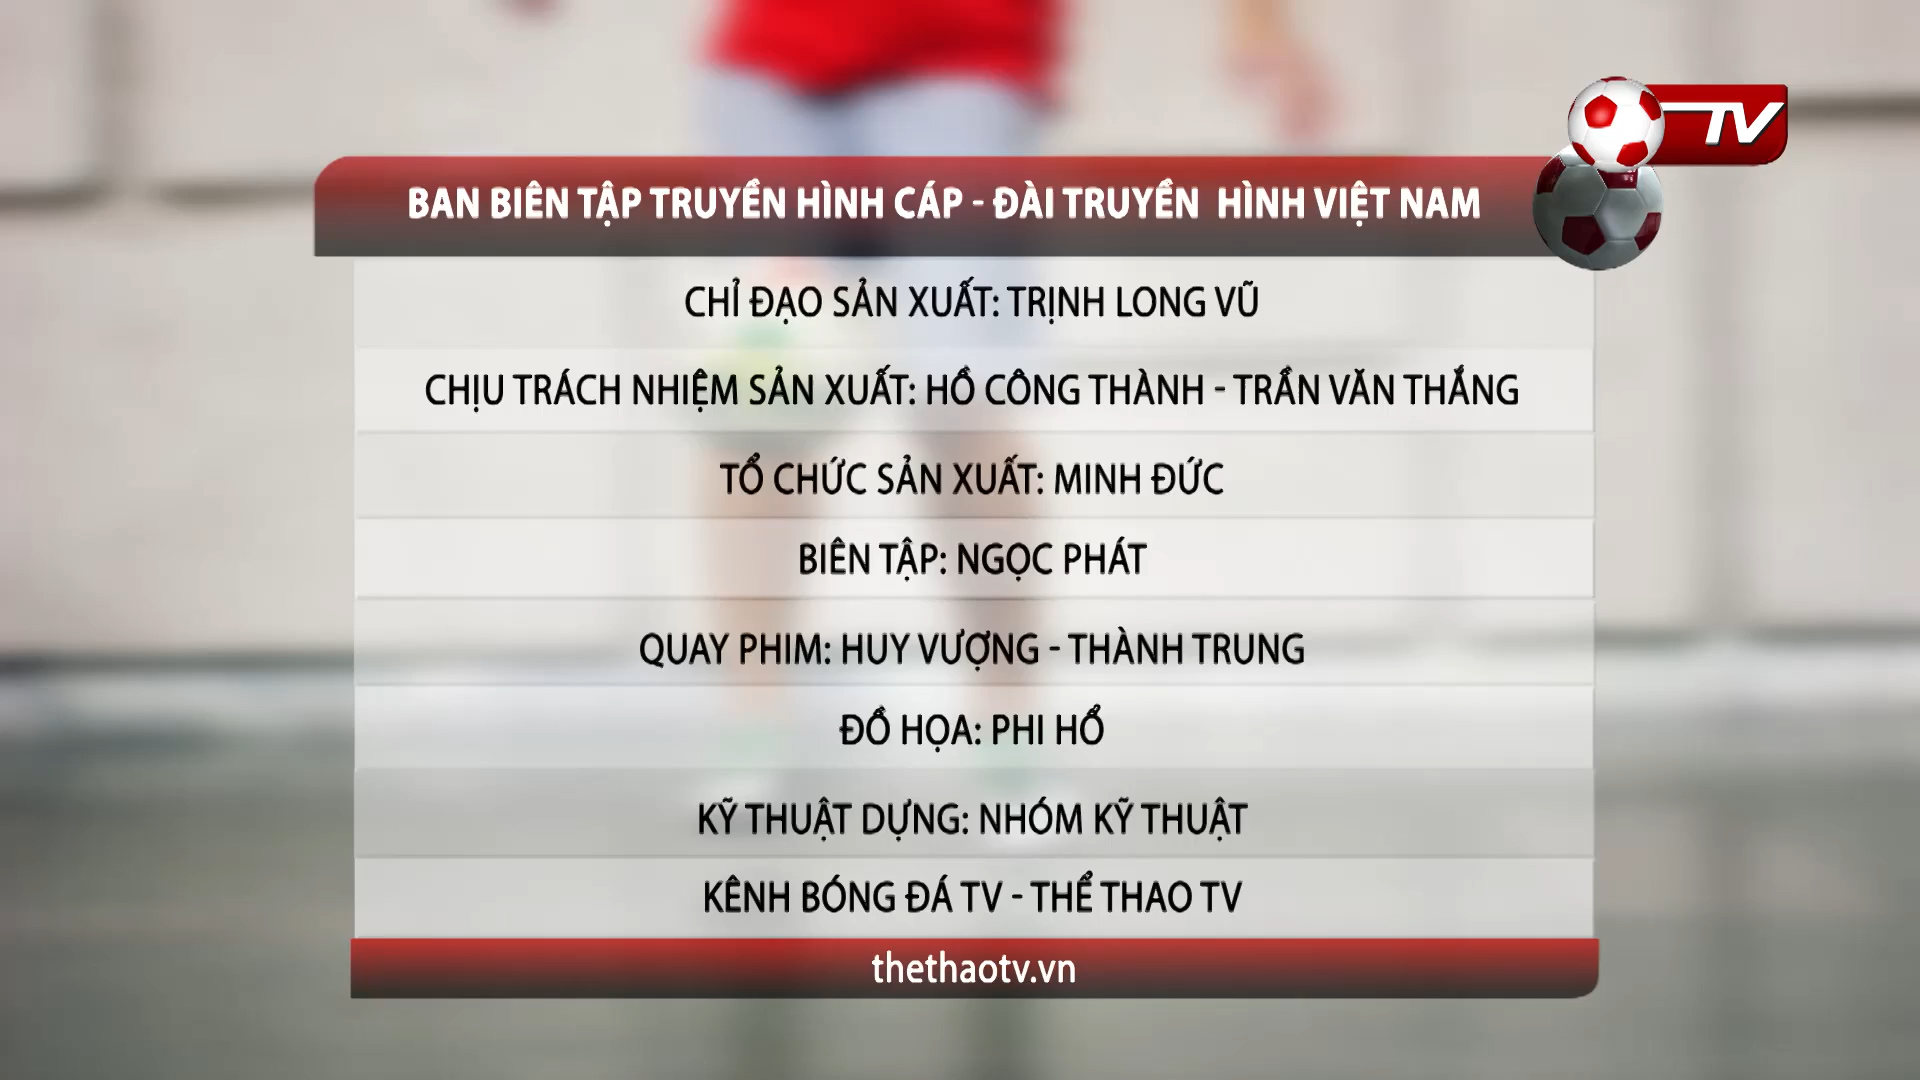 TV
BAN BIÊN TẬP TRUYỀN HÌNH CÁP - ĐÀI TRUYỀN HÌNH VIỆT NAM
CHỈ ĐẠO SẢN XUẤT: TRỊNH LONG VŨ
CHỊU TRÁCH NHIỆM SẢN XUẤT: HỒ CÔNG THÀNH - TRẦN VĂN THẮNG
TỔ CHỨC SẢN XUẤT: MINH ĐỨC
BIÊN TẬP: NGỌC PHÁT
QUAY PHIM: HUY VƯỢNG - THÀNH TRUNG
ĐỒ HỌA: PHI HỔ
KỸ THUẬT DỰNG: NHÓM KỸ THUẬT
KÊNH BÓNG ĐÁ TV - THỂ THAO TV
thethaotv.vn